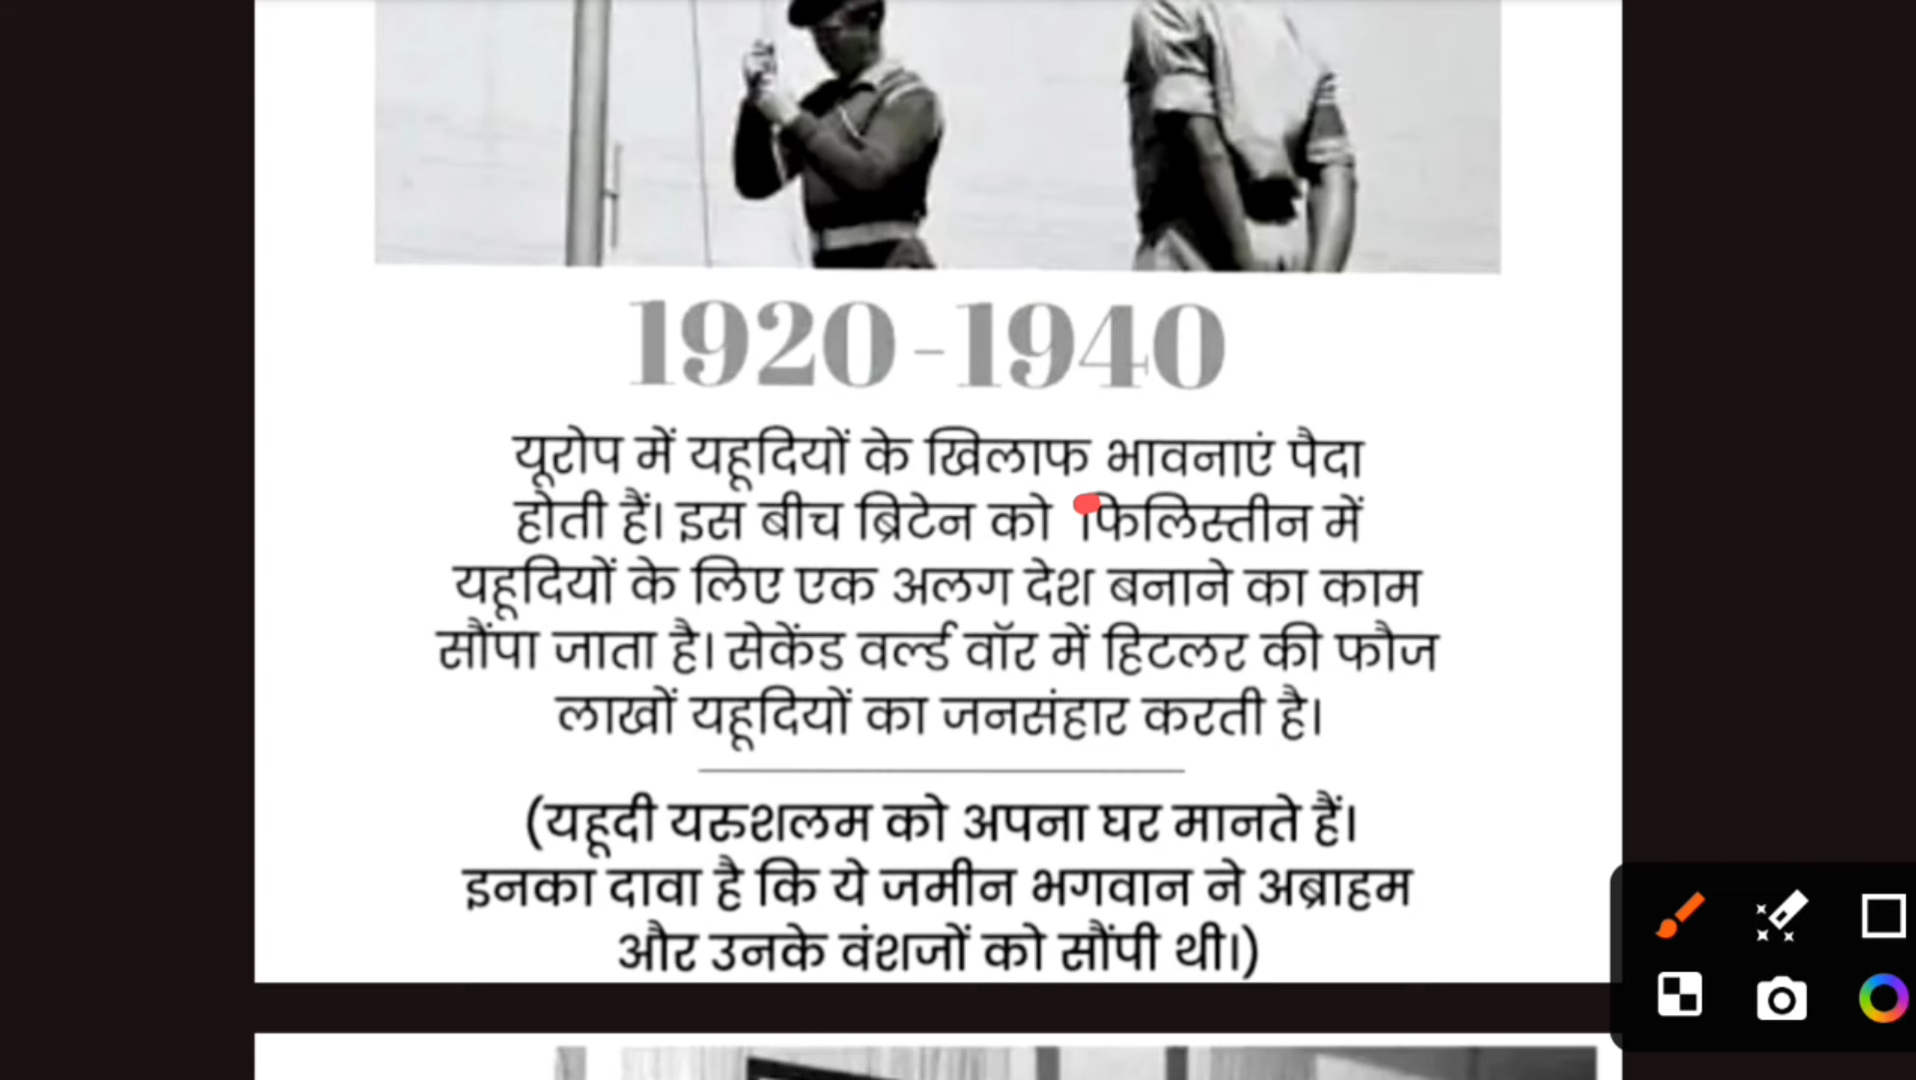 1920-1940
यूरोप में यहूदियों के खिलाफ भावनाएं पैदा
होती हैं। इस बीच ब्रिटेन को फिलिस्तीन में
यहूदियों के लिए एक अलग देश बनाने का काम
सौंपा जाता है। सेकेंड वर्ल्ड वॉर में हिटलर की फौज
लाखों यहूदियों का जनसंहार करती है।
(यहूदी यरुशलम को अपना घर मानते हैं।
इनका दावा है कि ये जमीन भगवान ने अब्राहम
और उनके वंशजों को सौंपी थी।)